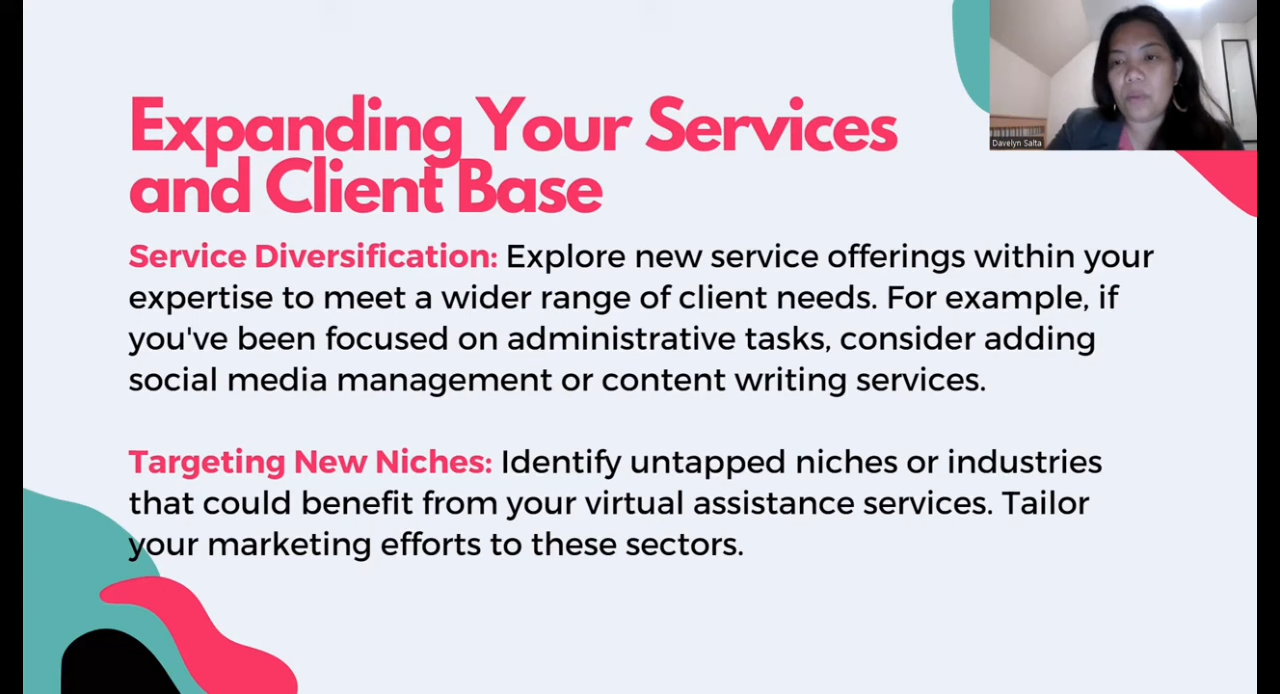 Expanding Your Services
and Client Base
Davelyn Salta
Service Diversification: Explore new service offerings within your
expertise to meet a wider range of client needs. For example, if
you've been focused on administrative tasks, consider adding
social media management or content writing services.
Targeting New Niches: Identify untapped niches or industries
that could benefit from your virtual assistance services. Tailor
your marketing efforts to these sectors.